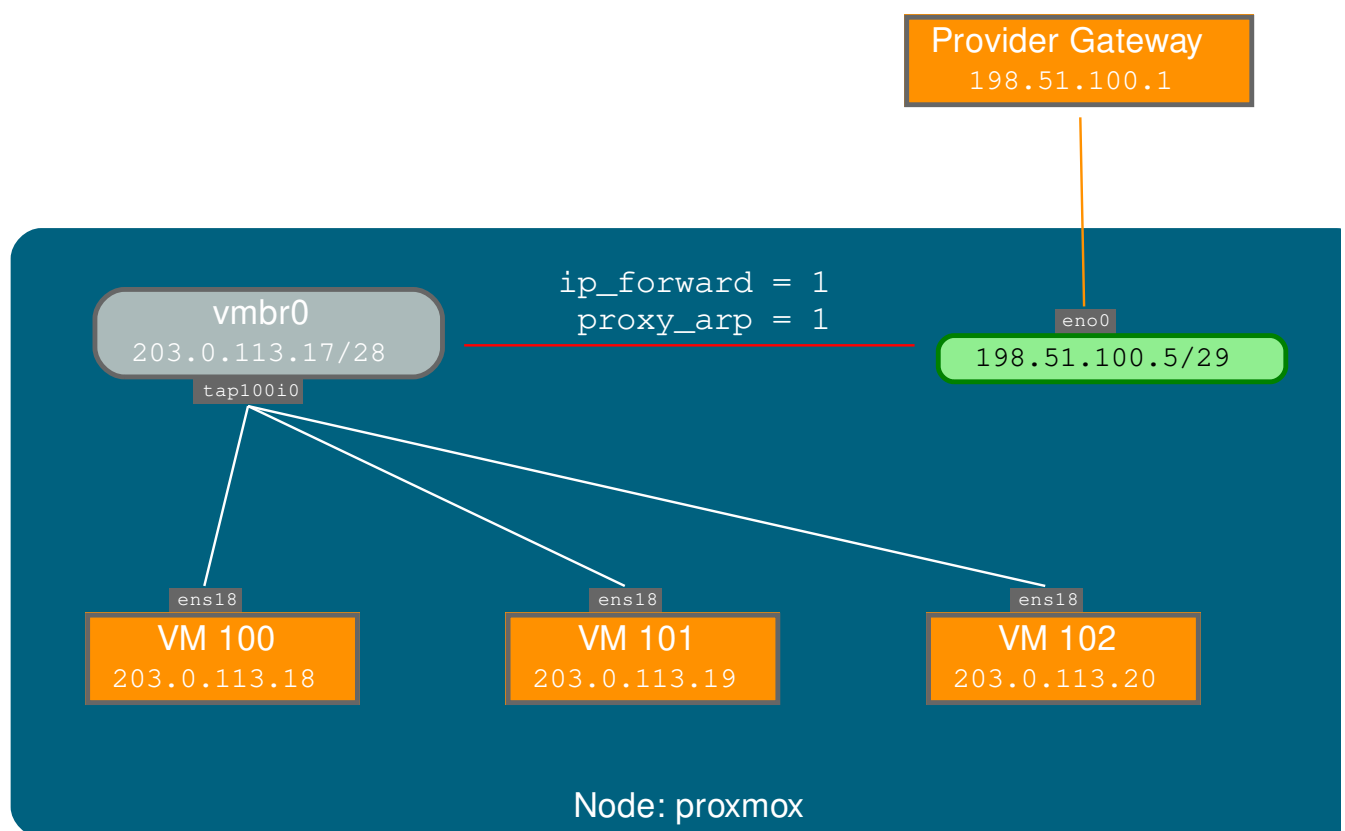 Provider Gateway
198.51.100.1
ip_forward = 1
proxy_arp = 1
vmbr0
203.0.113.17/28
tap100i0
eno0
198.51.100.5/29
ens18
VM 100
203.0.113.18
ens18
VM 101
203.0.113.19
ens18
VM 102
203.0.113.20
Node: proxmox